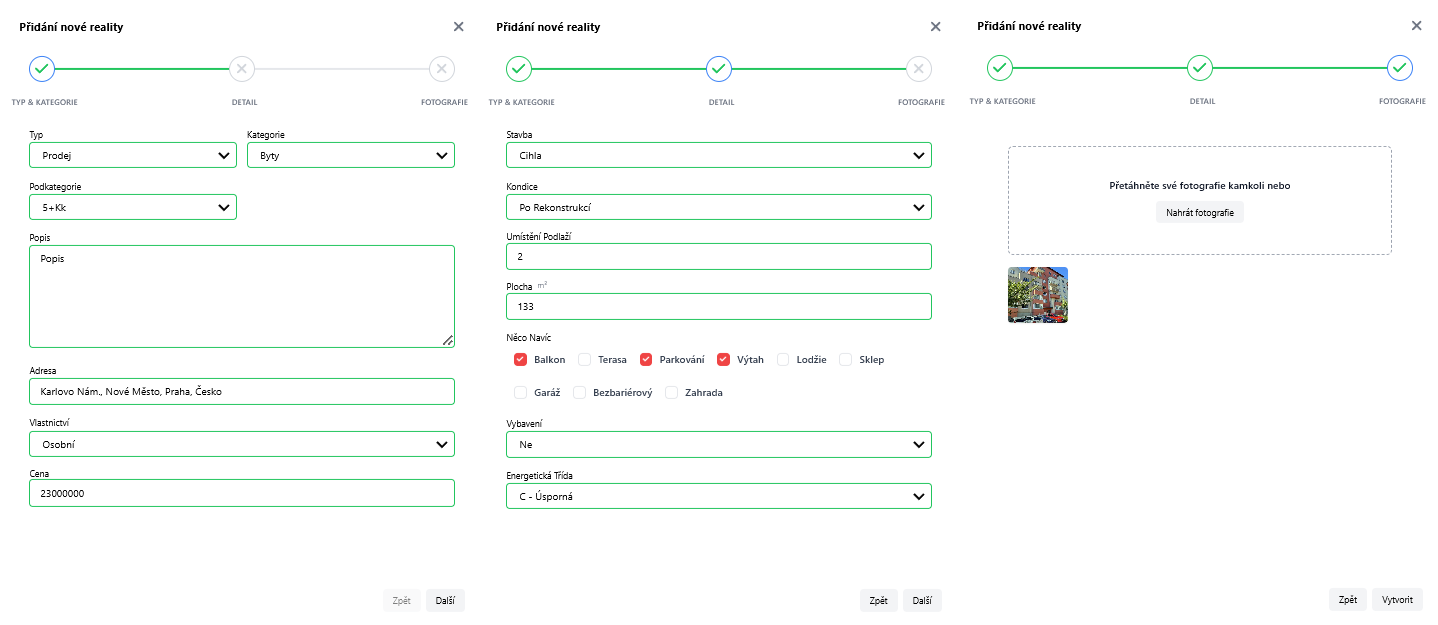 Přidání nové reality
TYP & KATEGORIE
DETAIL
FOTOGRAFIE
Typ
Kategorie
Prodej
Byty
Podkategorie
5+Kk
Popis
Popis
Adresa
Karlovo Nám., Nové Město, Praha, Česko
Vlastnictví
Osobní
Cena
23000000
Zpět
Další
Přidání nové reality
TYP & KATEGORIE
DETAIL
FOTOGRAFIE
Stavba
Cihla
Kondice
Po Rekonstrukcí
Umístění Podlaží
2
Plocha m²
133
Něco Navíc
Balkon Terasa Parkování Výtah Lodžie Sklep
Garáž Bezbariérový Zahrada
Vybavení
Ne
Energetická Třída
C - Úsporná
Zpět
Další
Přidání nové reality
TYP & KATEGORIE
DETAIL
FOTOGRAFIE
Přetáhněte své fotografie kamkoli nebo
Nahrát fotografie
Zpět
Vytvorit